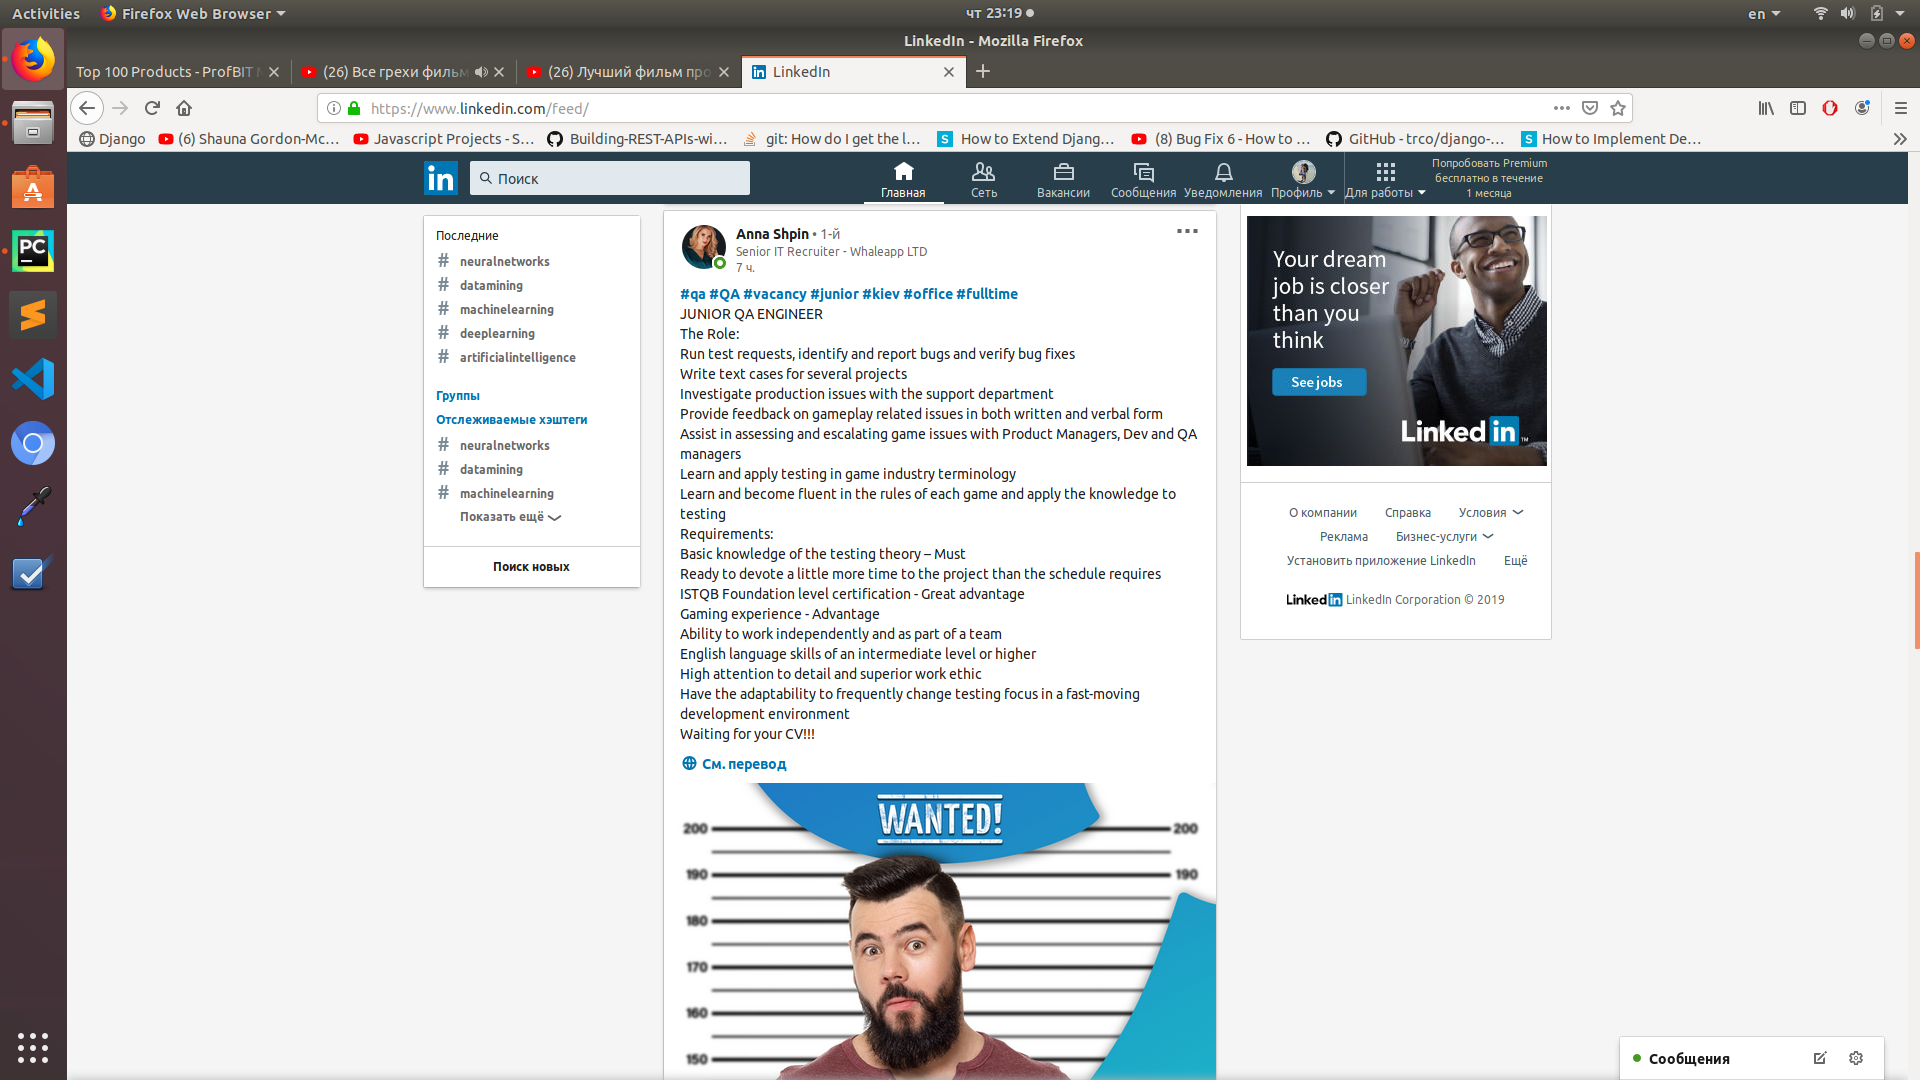 Activities
Firefox Web Browser
чт 23:19
en
LinkedIn - Mozilla Firefox
Top 100 Products - ProfBIT
(26) Все грехи фильм
(26) Лучший фильм про
LinkedIn
https://www.linkedin.com/feed/
Django
(6) Shauna Gordon-Mc...
Javascript Projects - S...
Building-REST-APIs-wi...
git: How do I get the l...
S How to Extend Djang...
(8) Bug Fix 6 - How to ...
GitHub - trco/django-...
S How to Implement De...
in
Поиск
Главная
Сеть
Вакансии
Сообщения
Уведомления
Профиль
Для работы
Попробовать Premium
бесплатно в течение
1 месяца
Последние
# neuralnetworks
# datamining
# machinelearning
# deeplearning
# artificialintelligence
Группы
Отслеживаемые хэштеги
# neuralnetworks
# datamining
# machinelearning
Показать ещё
Поиск новых
Anna Shpin • 1-й
Senior IT Recruiter - Whaleapp LTD
7 ч.
#qa #QA #vacancy #junior #kiev #office #fulltime
JUNIOR QA ENGINEER
The Role:
Run test requests, identify and report bugs and verify bug fixes
Write text cases for several projects
Investigate production issues with the support department
Provide feedback on gameplay related issues in both written and verbal form
Assist in assessing and escalating game issues with Product Managers, Dev and QA
managers
Learn and apply testing in game industry terminology
Learn and become fluent in the rules of each game and apply the knowledge to
testing
Requirements:
Basic knowledge of the testing theory – Must
Ready to devote a little more time to the project than the schedule requires
ISTQB Foundation level certification - Great advantage
Gaming experience - Advantage
Ability to work independently and as part of a team
English language skills of an intermediate level or higher
High attention to detail and superior work ethic
Have the adaptability to frequently change testing focus in a fast-moving
development environment
Waiting for your CV!!!
См. перевод
WANTED!
200 200
190 190
180
170
160
150
Your dream
job is closer
than you
think
See jobs
Linked in ™
О компании Справка Условия
Реклама Бизнес-услуги
Установить приложение LinkedIn Ещё
Linked in LinkedIn Corporation © 2019
Сообщения
PC